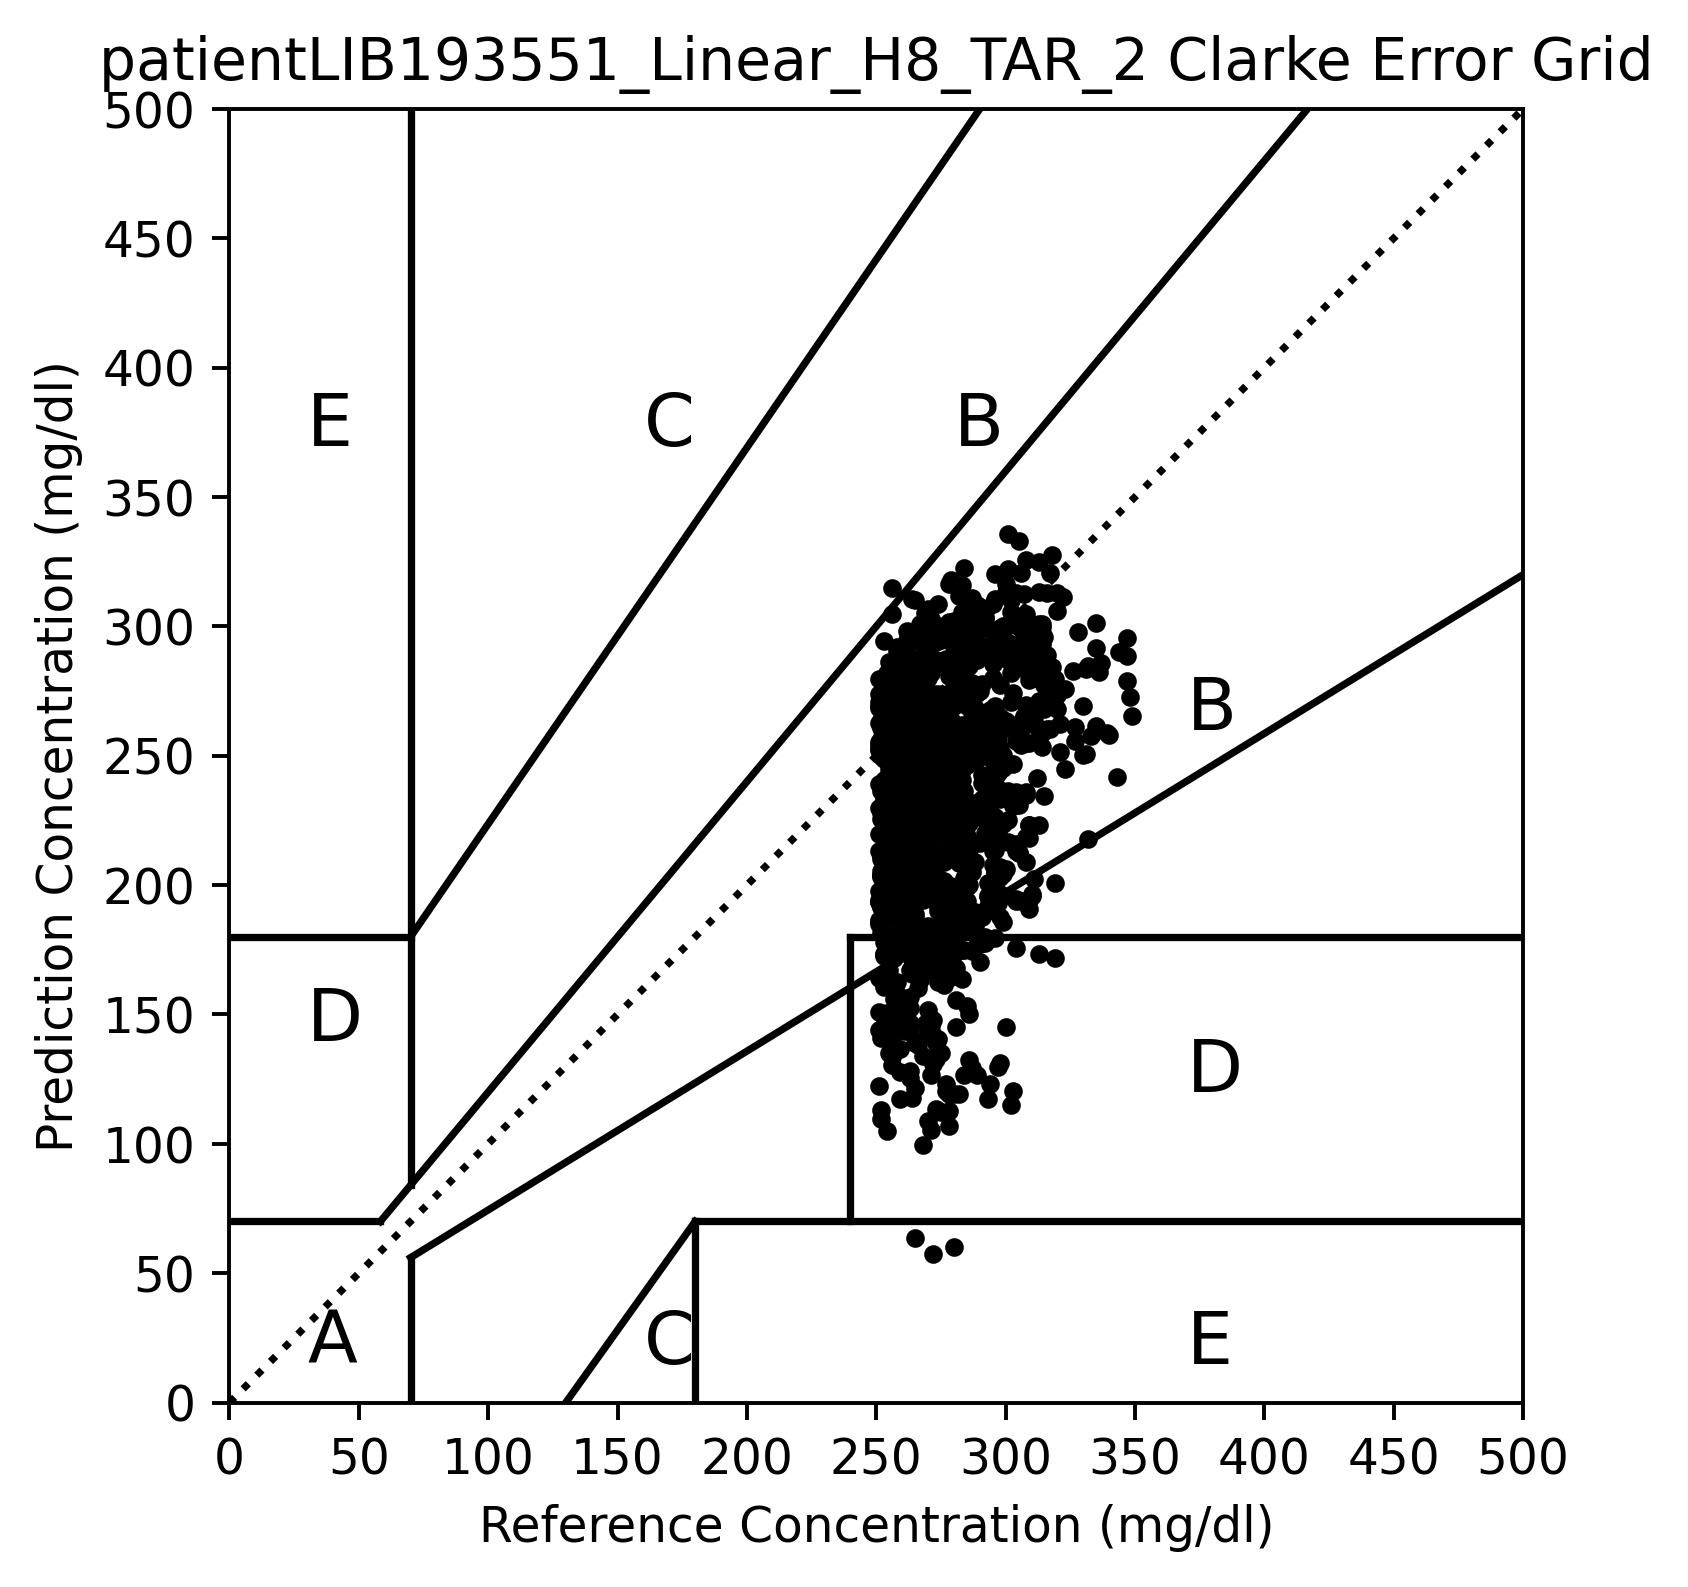 patientLIB193551_Linear_H8_TAR_2 Clarke Error Grid
500
450
400
350
300
250
200
150
100
50
0
Prediction Concentration (mg/dl)
E
C
B
B
D
D
A
C
E
0 50 100 150 200 250 300 350 400 450 500
Reference Concentration (mg/dl)